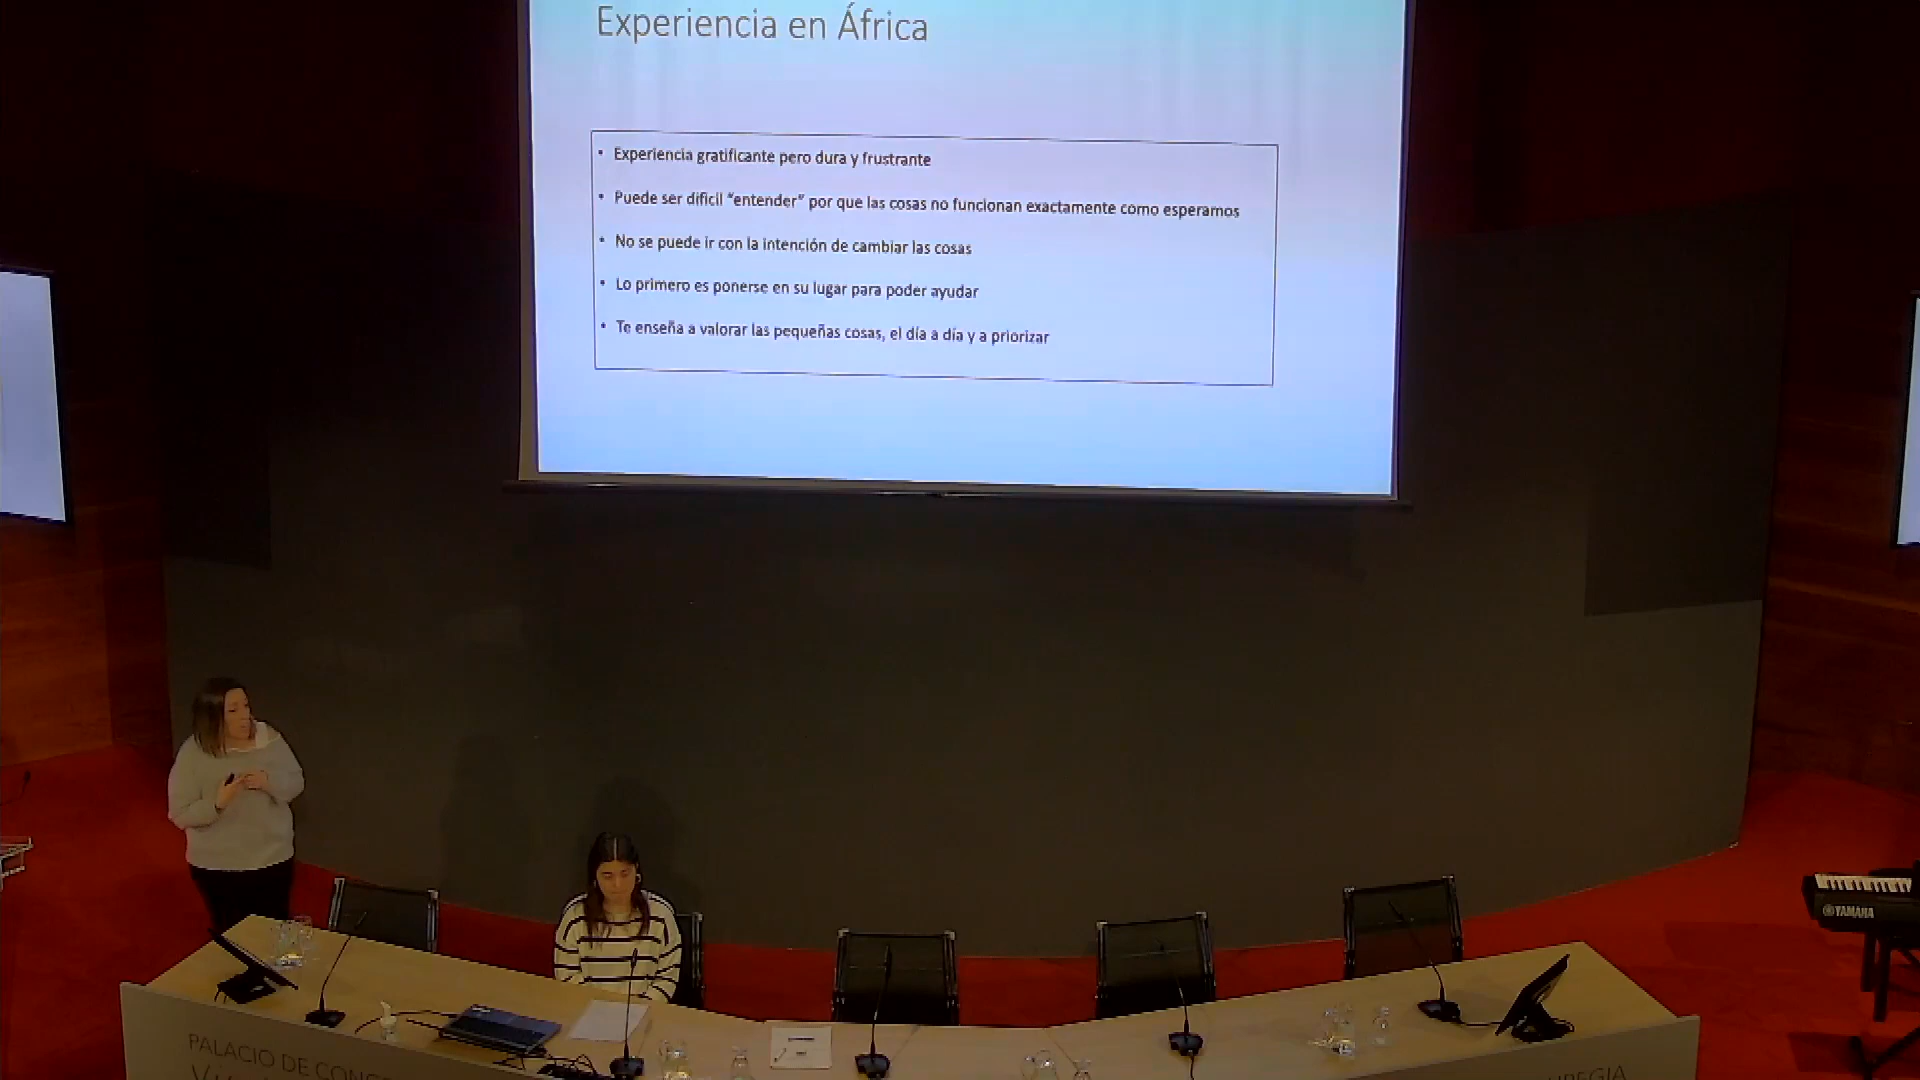 Experiencia en África
• Experiencia gratificante pero dura y frustrante
• Puede ser dificil “entender” por que las cosas no funcionan exactamente como esperamos
• No se puede ir con la intención de cambiar las cosas
• Lo primero es ponerse en su lugar para poder ayudar
• Te enseña a valorar las pequeñas cosas, el día a día y a priorizar
YAMAHA
PALACIO DE